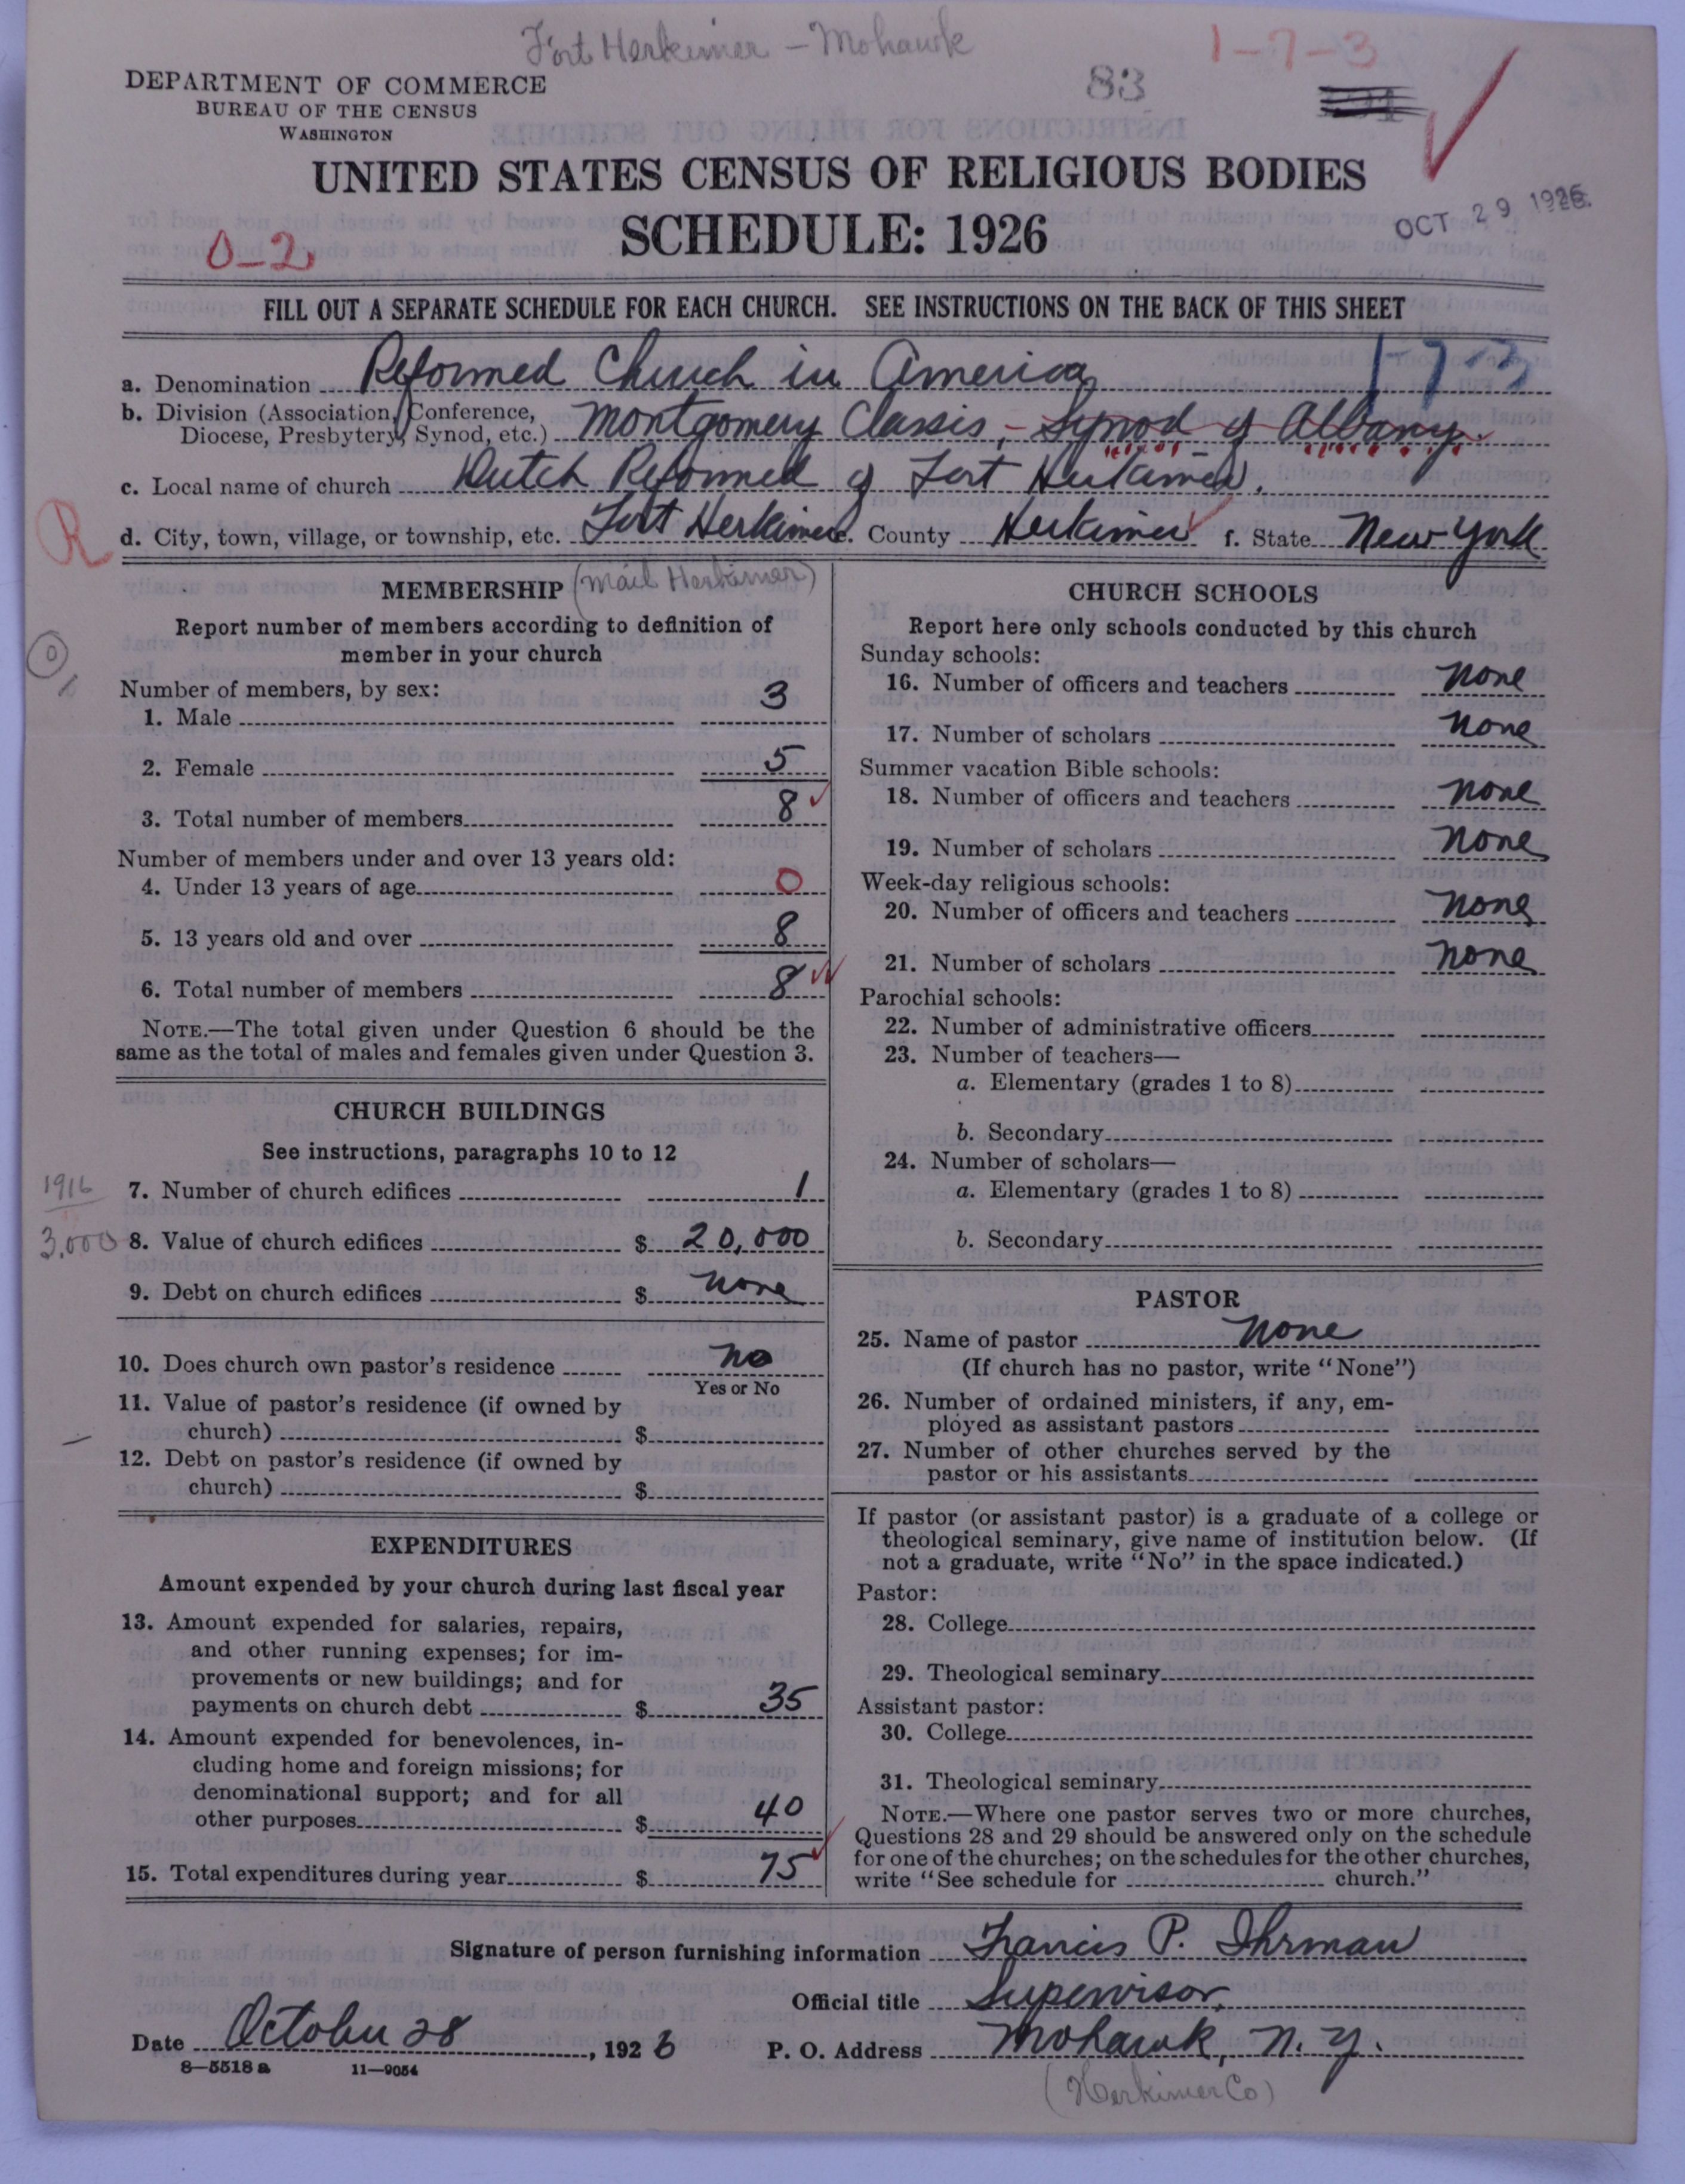 Fort Herkimer - Mohawk
1-7-3
83
DEPARTMENT OF COMMERCE
BUREAU OF THE CENSUS
WASHINGTON
UNITED STATES CENSUS OF RELIGIOUS BODIES
SCHEDULE: 1926
OCT 29 1926
0-2
FILL OUT A SEPARATE SCHEDULE FOR EACH CHURCH. SEE INSTRUCTIONS ON THE BACK OF THIS SHEET
1-7-3
a. Denomination Reformed Church in America
b. Division (Association, Conference,
Diocese, Presbytery, Synod, etc.) Montgomery Classis, - Synod of Albany.
c. Local name of church Dutch Reformed of Fort Herkimer.
R
d. City, town, village, or township, etc. Fort Herkimer e. County Herkimer f. State New York
MEMBERSHIP (Mail Herkimer)
Report number of members according to definition of
member in your church
0
Number of members, by sex:
1. Male 3
2. Female 5
3. Total number of members 8
Number of members under and over 13 years old:
4. Under 13 years of age 0
5. 13 years old and over 8
6. Total number of members 8
NOTE.—The total given under Question 6 should be the
same as the total of males and females given under Question 3.
CHURCH BUILDINGS
See instructions, paragraphs 10 to 12
1916
7. Number of church edifices 1
3,000
8. Value of church edifices $ 20,000
9. Debt on church edifices $ none
10. Does church own pastor's residence no
Yes or No
11. Value of pastor's residence (if owned by
church) $
12. Debt on pastor's residence (if owned by
church) $
EXPENDITURES
Amount expended by your church during last fiscal year
13. Amount expended for salaries, repairs,
and other running expenses; for im-
provements or new buildings; and for
payments on church debt $ 35
14. Amount expended for benevolences, in-
cluding home and foreign missions; for
denominational support; and for all
other purposes $ 40
15. Total expenditures during year $ 75
CHURCH SCHOOLS
Report here only schools conducted by this church
Sunday schools:
16. Number of officers and teachers none
17. Number of scholars none
Summer vacation Bible schools:
18. Number of officers and teachers none
19. Number of scholars none
Week-day religious schools:
20. Number of officers and teachers none
21. Number of scholars none
Parochial schools:
22. Number of administrative officers
23. Number of teachers—
a. Elementary (grades 1 to 8)
b. Secondary
24. Number of scholars—
a. Elementary (grades 1 to 8)
b. Secondary
PASTOR
25. Name of pastor none
(If church has no pastor, write "None")
26. Number of ordained ministers, if any, em-
ployed as assistant pastors
27. Number of other churches served by the
pastor or his assistants
If pastor (or assistant pastor) is a graduate of a college or
theological seminary, give name of institution below. (If
not a graduate, write "No" in the space indicated.)
Pastor:
28. College
29. Theological seminary
Assistant pastor:
30. College
31. Theological seminary
NOTE.—Where one pastor serves two or more churches,
Questions 28 and 29 should be answered only on the schedule
for one of the churches; on the schedules for the other churches,
write "See schedule for church."
Signature of person furnishing information Francis P. Ihrman
Official title Supervisor.
Date October 28, 1926 P. O. Address Mohawk, N. Y.
8—5518 a 11—9054
(Herkimer Co)